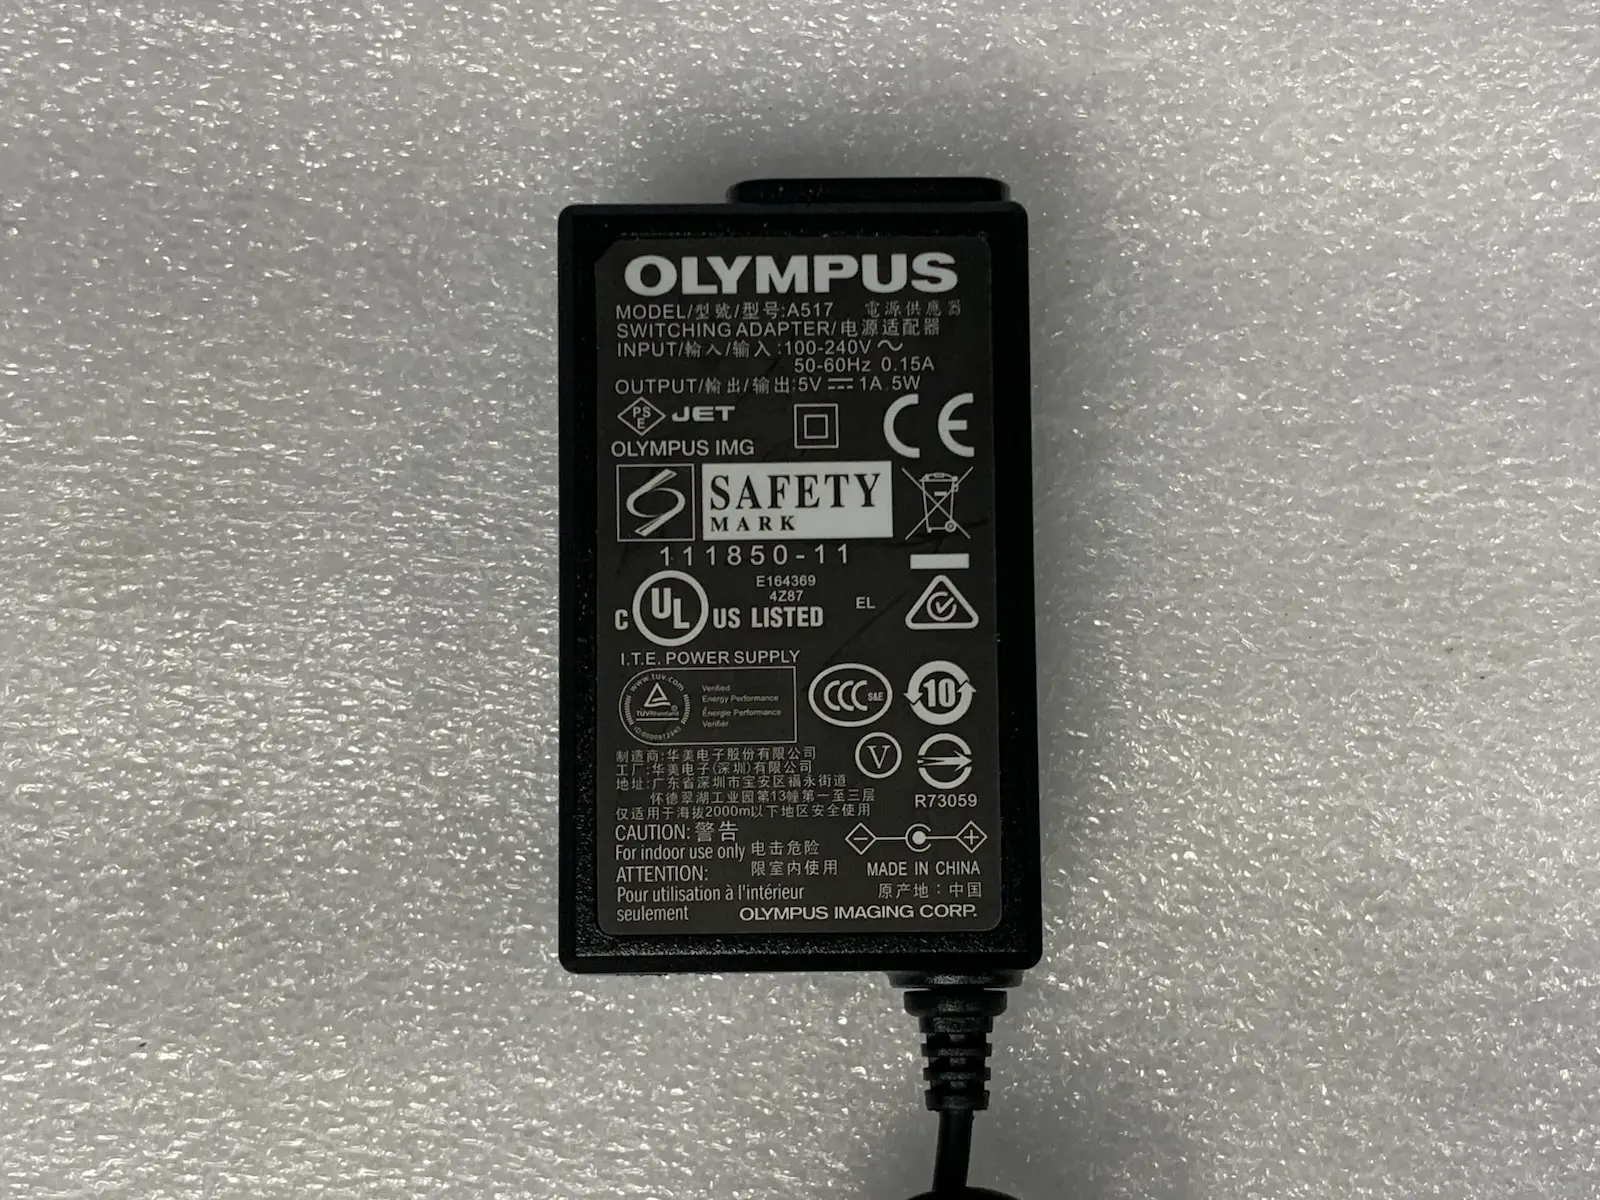 OLYMPUS
MODEL/型號/型号:A517 電源供應器
SWITCHING ADAPTER/电源适配器
INPUT/輸入/输入:100-240V ～
50-60Hz 0.15A
OUTPUT/輸出/输出:5V ⎓ 1A 5W
PS
E
JET
CE
OLYMPUS IMG
SAFETY
MARK
111850-11
E164369
4Z87
C UL US LISTED
EL
I.T.E. POWER SUPPLY
www.tuv.com
TÜVRheinland
Verified
Energy Performance
Énergie Performance
Verifier
CCC S&E
10
V
R73059
制造商:华美电子股份有限公司
工厂:华美电子(深圳)有限公司
地址:广东省深圳市宝安区福永街道
怀德翠湖工业园第13幢第一至三层
仅适用于海拔2000m以下地区安全使用
CAUTION: 警告
For indoor use only 电击危险
限室内使用
ATTENTION:
Pour utilisation à l'intérieur
seulement
MADE IN CHINA
原产地：中国
OLYMPUS IMAGING CORP.